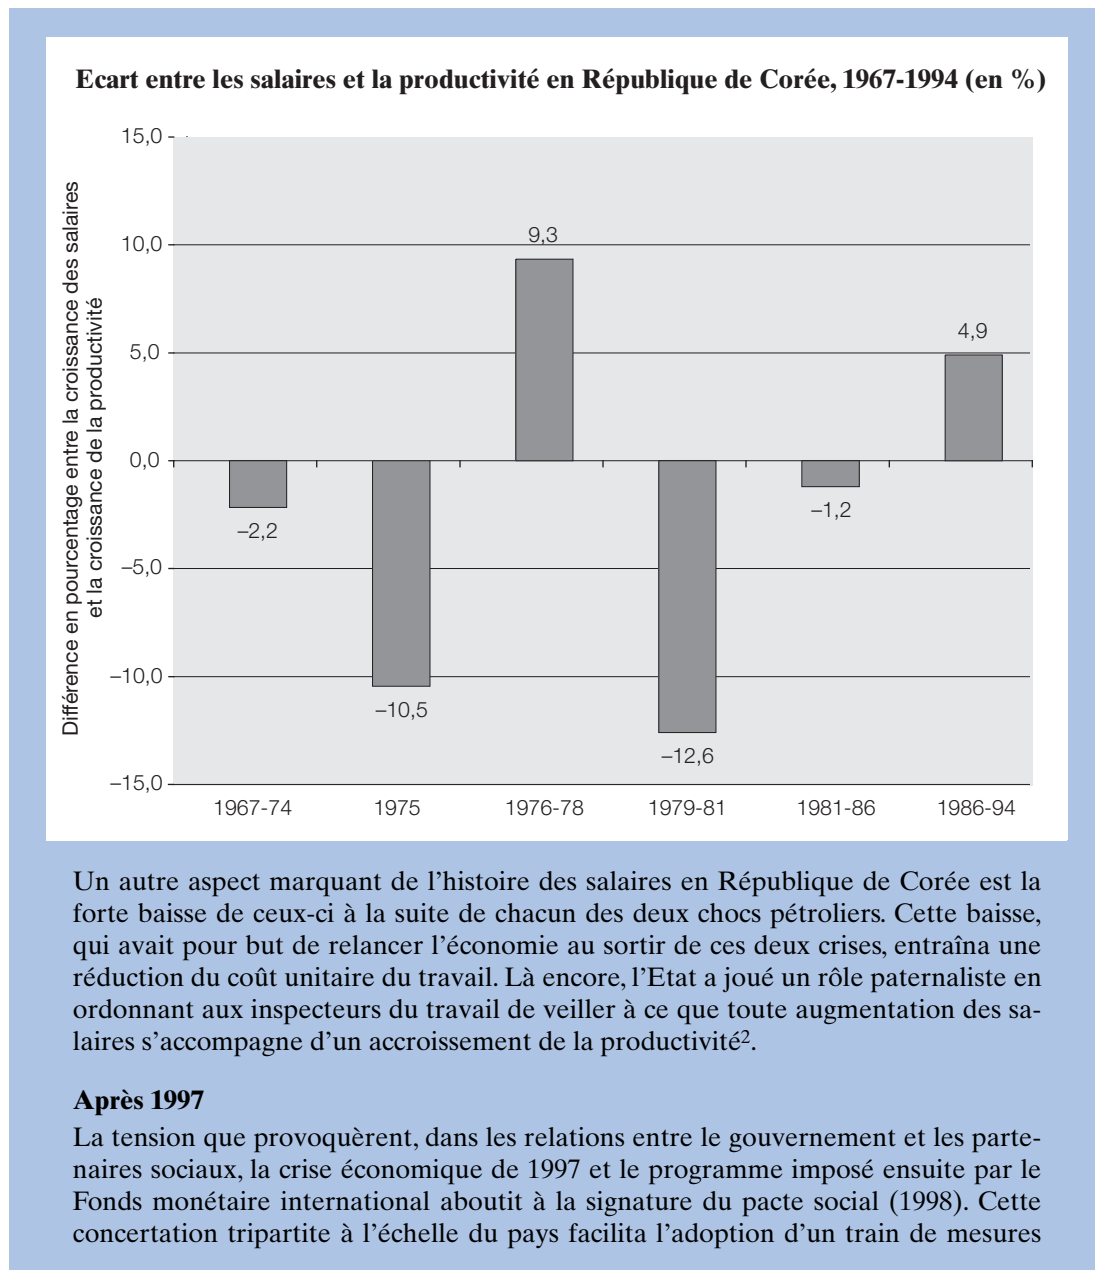 Ecart entre les salaires et la productivité en République de Corée, 1967-1994 (en %)
Différence en pourcentage entre la croissance des salaires
et la croissance de la productivité
15,0
10,0
5,0
0,0
–5,0
–10,0
–15,0
–2,2
–10,5
9,3
–12,6
–1,2
4,9
1967-74
1975
1976-78
1979-81
1981-86
1986-94
Un autre aspect marquant de l’histoire des salaires en République de Corée est la
forte baisse de ceux-ci à la suite de chacun des deux chocs pétroliers. Cette baisse,
qui avait pour but de relancer l’économie au sortir de ces deux crises, entraîna une
réduction du coût unitaire du travail. Là encore, l’Etat a joué un rôle paternaliste en
ordonnant aux inspecteurs du travail de veiller à ce que toute augmentation des sa-
laires s’accompagne d’un accroissement de la productivité².
Après 1997
La tension que provoquèrent, dans les relations entre le gouvernement et les parte-
naires sociaux, la crise économique de 1997 et le programme imposé ensuite par le
Fonds monétaire international aboutit à la signature du pacte social (1998). Cette
concertation tripartite à l’échelle du pays facilita l’adoption d’un train de mesures